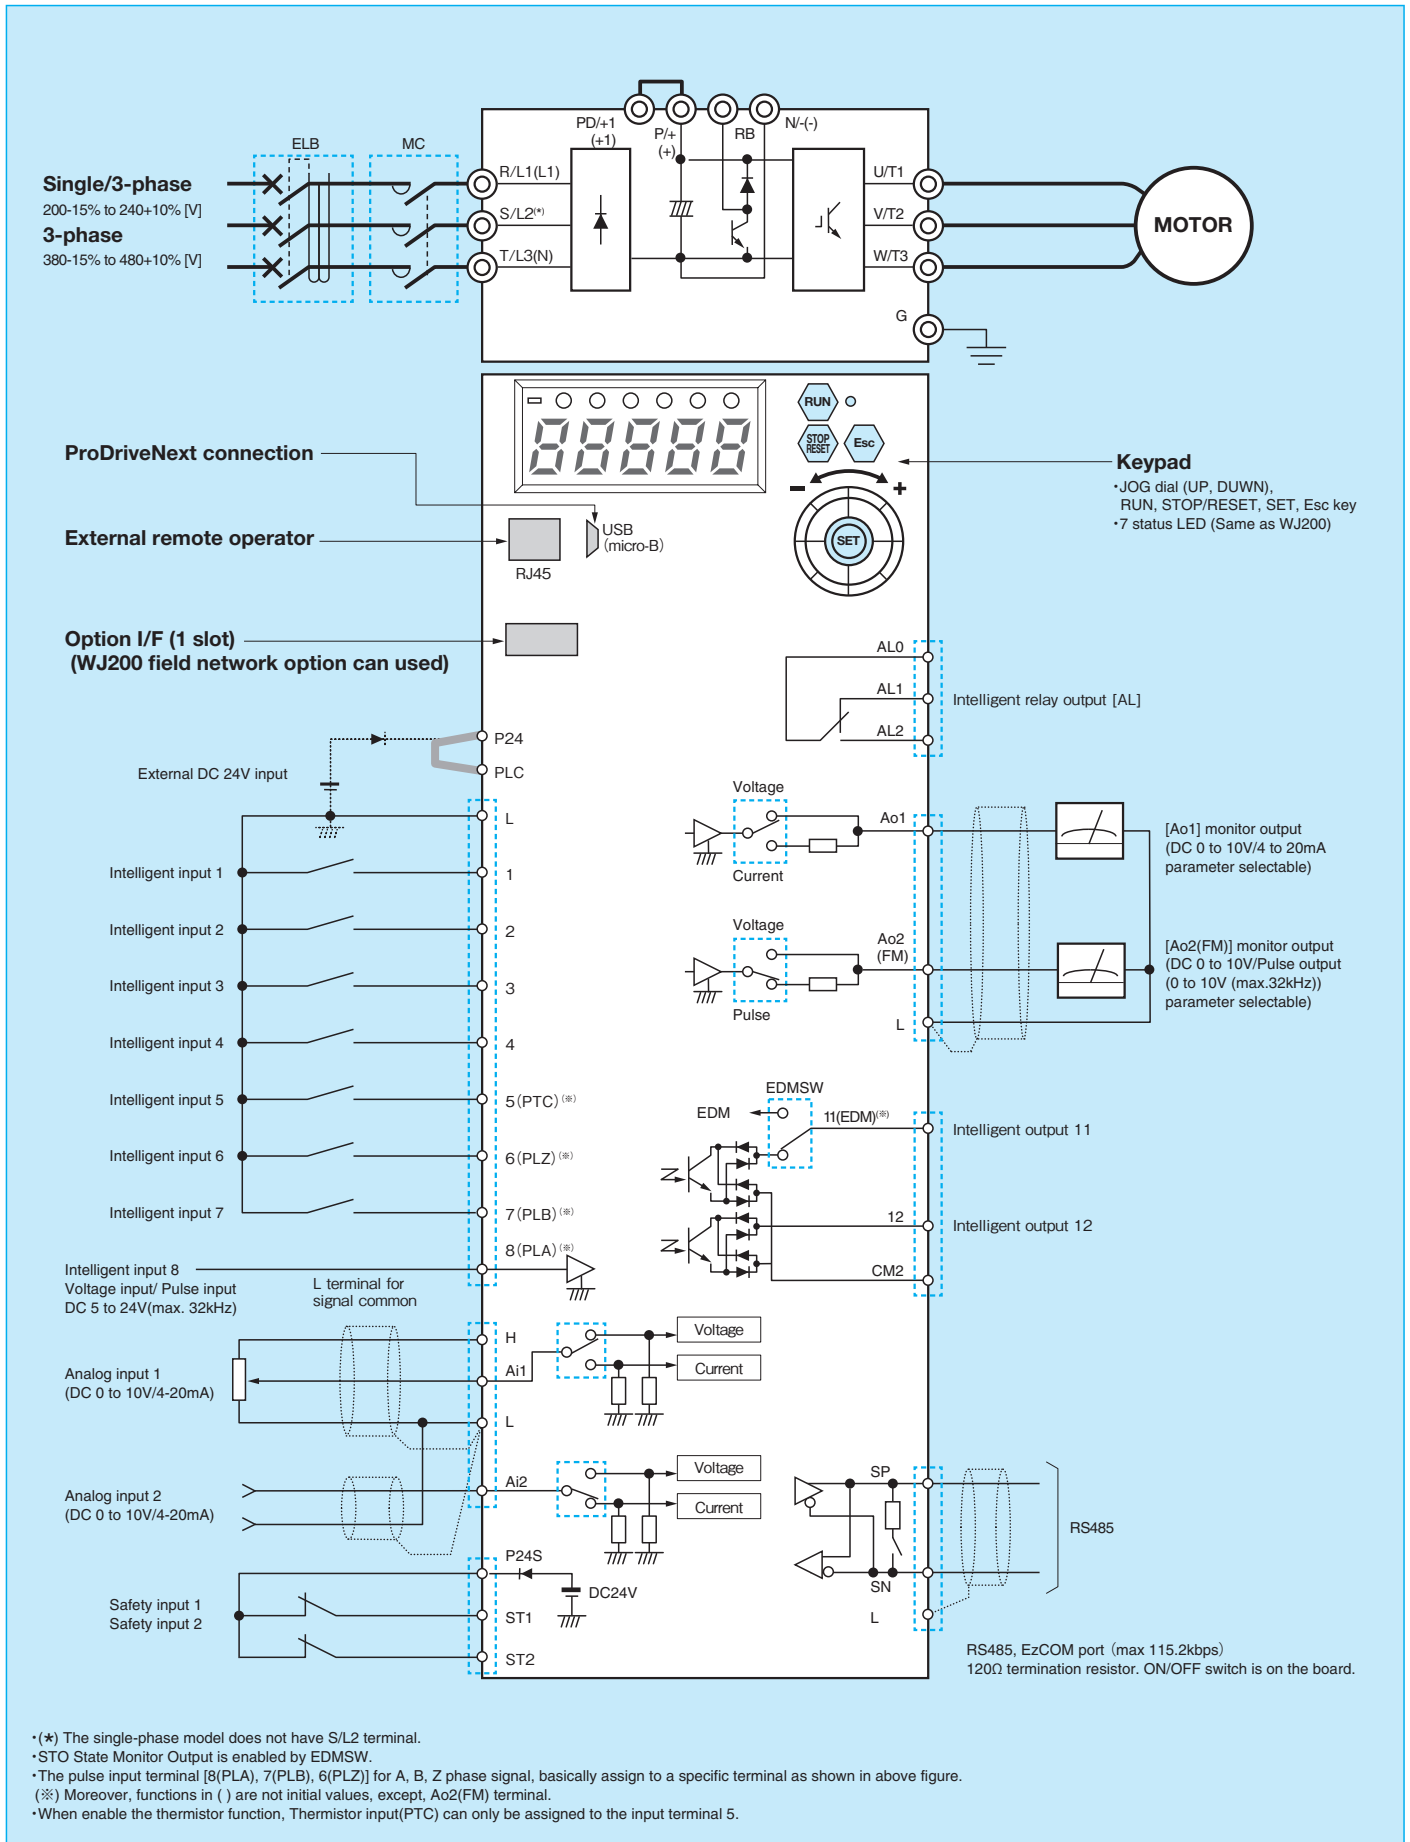 PD/+1
(+1)
P/+
(+)
RB
N/-(-)
ELB
MC
Single/3-phase
200-15% to 240+10% [V]
3-phase
380-15% to 480+10% [V]
R/L1(L1)
S/L2(*)
T/L3(N)
U/T1
V/T2
W/T3
G
MOTOR
RUN
STOP
RESET
Esc
SET
ProDriveNext connection
External remote operator
USB
(micro-B)
RJ45
Keypad
・JOG dial (UP, DUWN),
RUN, STOP/RESET, SET, Esc key
・7 status LED (Same as WJ200)
Option I/F (1 slot)
(WJ200 field network option can used)
AL0
AL1
AL2
Intelligent relay output [AL]
P24
PLC
External DC 24V input
L
Intelligent input 1
1
Intelligent input 2
2
Intelligent input 3
3
Intelligent input 4
4
Intelligent input 5
5(PTC)(※)
Intelligent input 6
6(PLZ)(※)
Intelligent input 7
7(PLB)(※)
8(PLA)(※)
Intelligent input 8
Voltage input/ Pulse input
DC 5 to 24V(max. 32kHz)
L terminal for
signal common
Voltage
Current
Ao1
[Ao1] monitor output
(DC 0 to 10V/4 to 20mA
parameter selectable)
Voltage
Pulse
Ao2
(FM)
L
[Ao2(FM)] monitor output
(DC 0 to 10V/Pulse output
(0 to 10V (max.32kHz))
parameter selectable)
EDMSW
EDM
11(EDM)(※)
Intelligent output 11
12
Intelligent output 12
CM2
H
Ai1
L
Analog input 1
(DC 0 to 10V/4-20mA)
Voltage
Current
Ai2
Analog input 2
(DC 0 to 10V/4-20mA)
Voltage
Current
P24S
DC24V
ST1
ST2
Safety input 1
Safety input 2
SP
SN
L
RS485
RS485, EzCOM port (max 115.2kbps)
120Ω termination resistor. ON/OFF switch is on the board.
・(*) The single-phase model does not have S/L2 terminal.
・STO State Monitor Output is enabled by EDMSW.
・The pulse input terminal [8(PLA), 7(PLB), 6(PLZ)] for A, B, Z phase signal, basically assign to a specific terminal as shown in above figure.
(※) Moreover, functions in ( ) are not initial values, except, Ao2(FM) terminal.
・When enable the thermistor function, Thermistor input(PTC) can only be assigned to the input terminal 5.